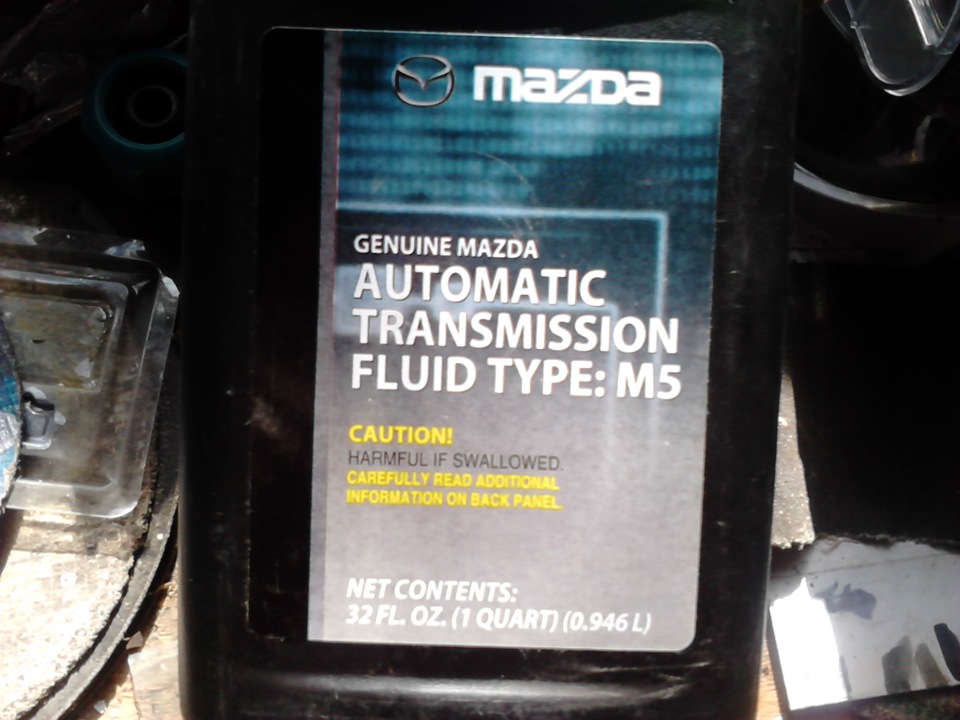 mazda
GENUINE MAZDA
AUTOMATIC
TRANSMISSION
FLUID TYPE: M5
CAUTION!
HARMFUL IF SWALLOWED.
CAREFULLY READ ADDITIONAL
INFORMATION ON BACK PANEL.
NET CONTENTS:
32 FL. OZ. (1 QUART) (0.946 L)